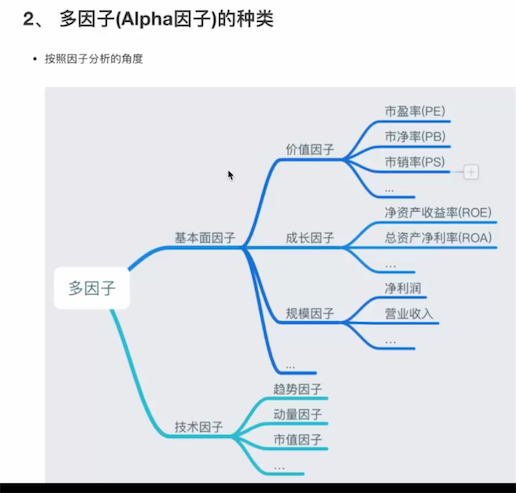 2、 多因子(Alpha因子)的种类
• 按照因子分析的角度
市盈率(PE)
价值因子
市净率(PB)
市销率(PS)
...
净资产收益率(ROE)
基本面因子
成长因子
总资产净利率(ROA)
...
多因子
净利润
规模因子
营业收入
...
...
趋势因子
动量因子
技术因子
市值因子
...